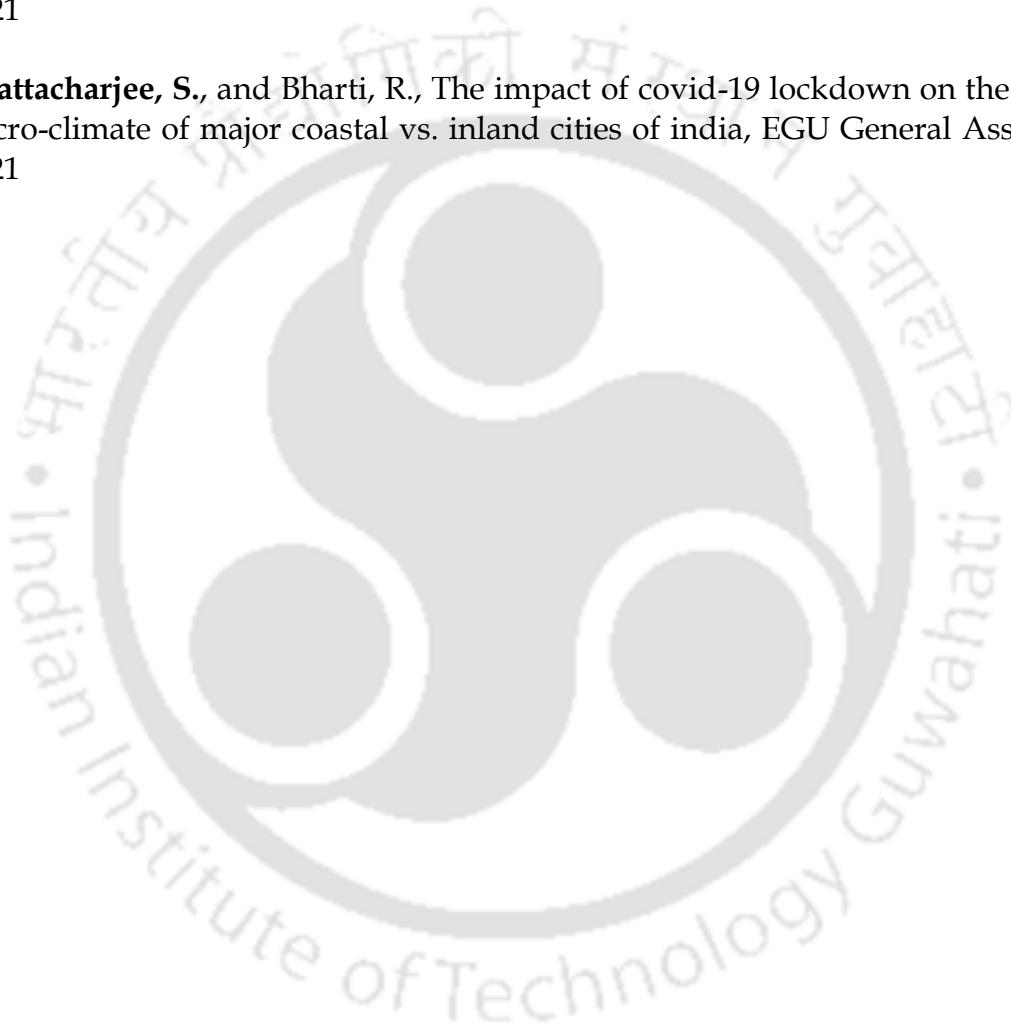 21
attacharjee, S., and Bharti, R., The impact of covid-19 lockdown on the
cro-climate of major coastal vs. inland cities of india, EGU General Ass
21
भारतीय प्रौद्योगिकी संस्थान गुवाहाटी
Indian Institute of Technology Guwahati